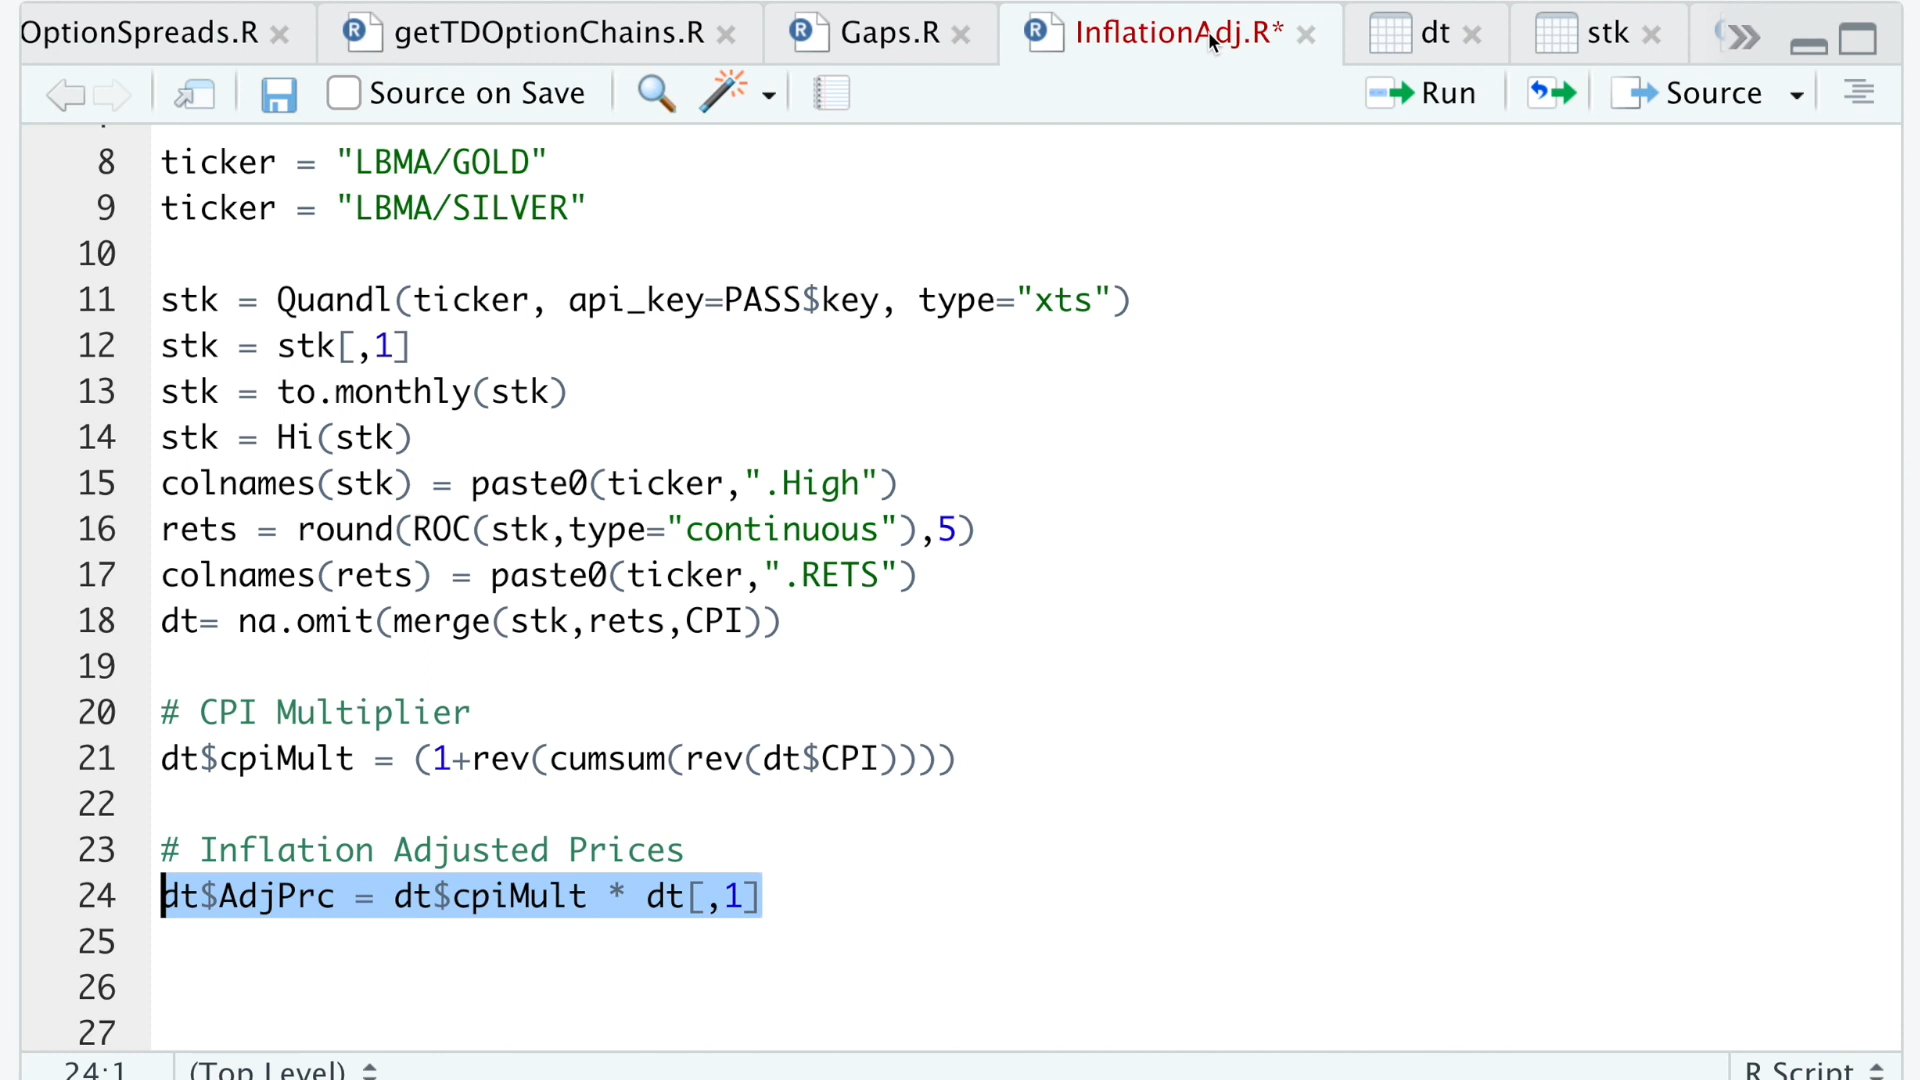 OptionSpreads.R getTDOptionChains.R Gaps.R InflationAdj.R* dt stk
Source on Save Run Source
8 ticker = "LBMA/GOLD"
9 ticker = "LBMA/SILVER"
10
11 stk = Quandl(ticker, api_key=PASS$key, type="xts")
12 stk = stk[,1]
13 stk = to.monthly(stk)
14 stk = Hi(stk)
15 colnames(stk) = paste0(ticker,".High")
16 rets = round(ROC(stk,type="continuous"),5)
17 colnames(rets) = paste0(ticker,".RETS")
18 dt= na.omit(merge(stk,rets,CPI))
19
20 # CPI Multiplier
21 dt$cpiMult = (1+rev(cumsum(rev(dt$CPI))))
22
23 # Inflation Adjusted Prices
24 dt$AdjPrc = dt$cpiMult * dt[,1]
25
26
27
24:1 (Top Level) R Script